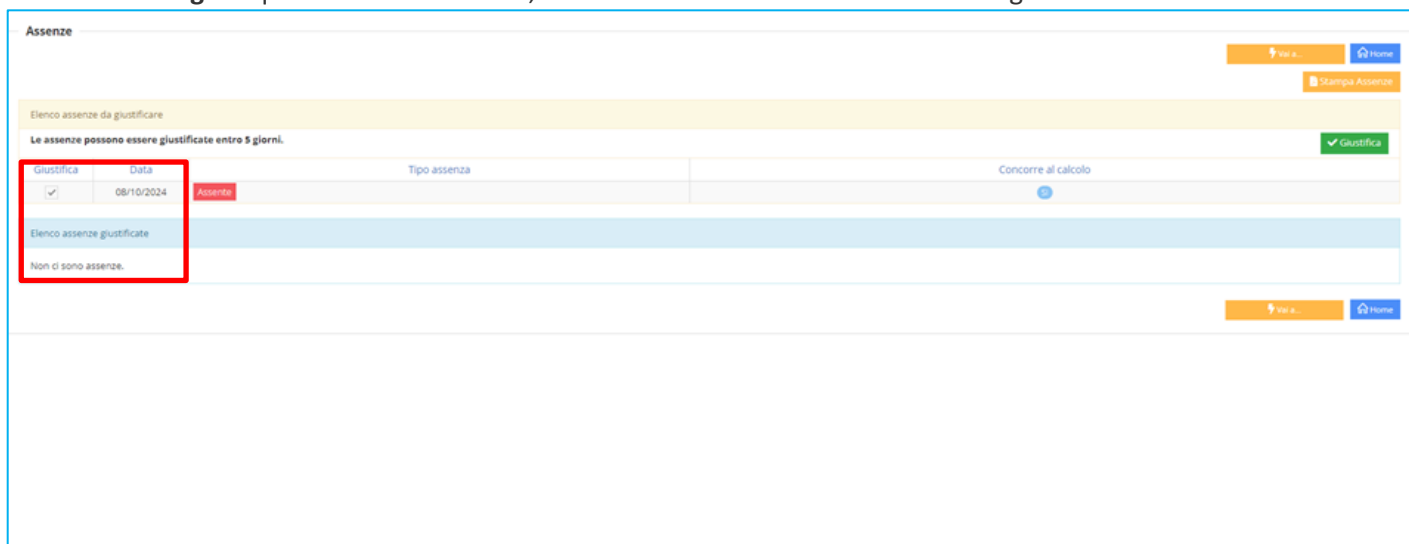 Assenze
Vai a...
Home
Stampa Assenze
Elenco assenze da giustificare
Le assenze possono essere giustificate entro 5 giorni.
Giustifica
Giustifica Data Tipo assenza Concorre al calcolo
08/10/2024 Assente
Elenco assenze giustificate
Non ci sono assenze.
Vai a...
Home